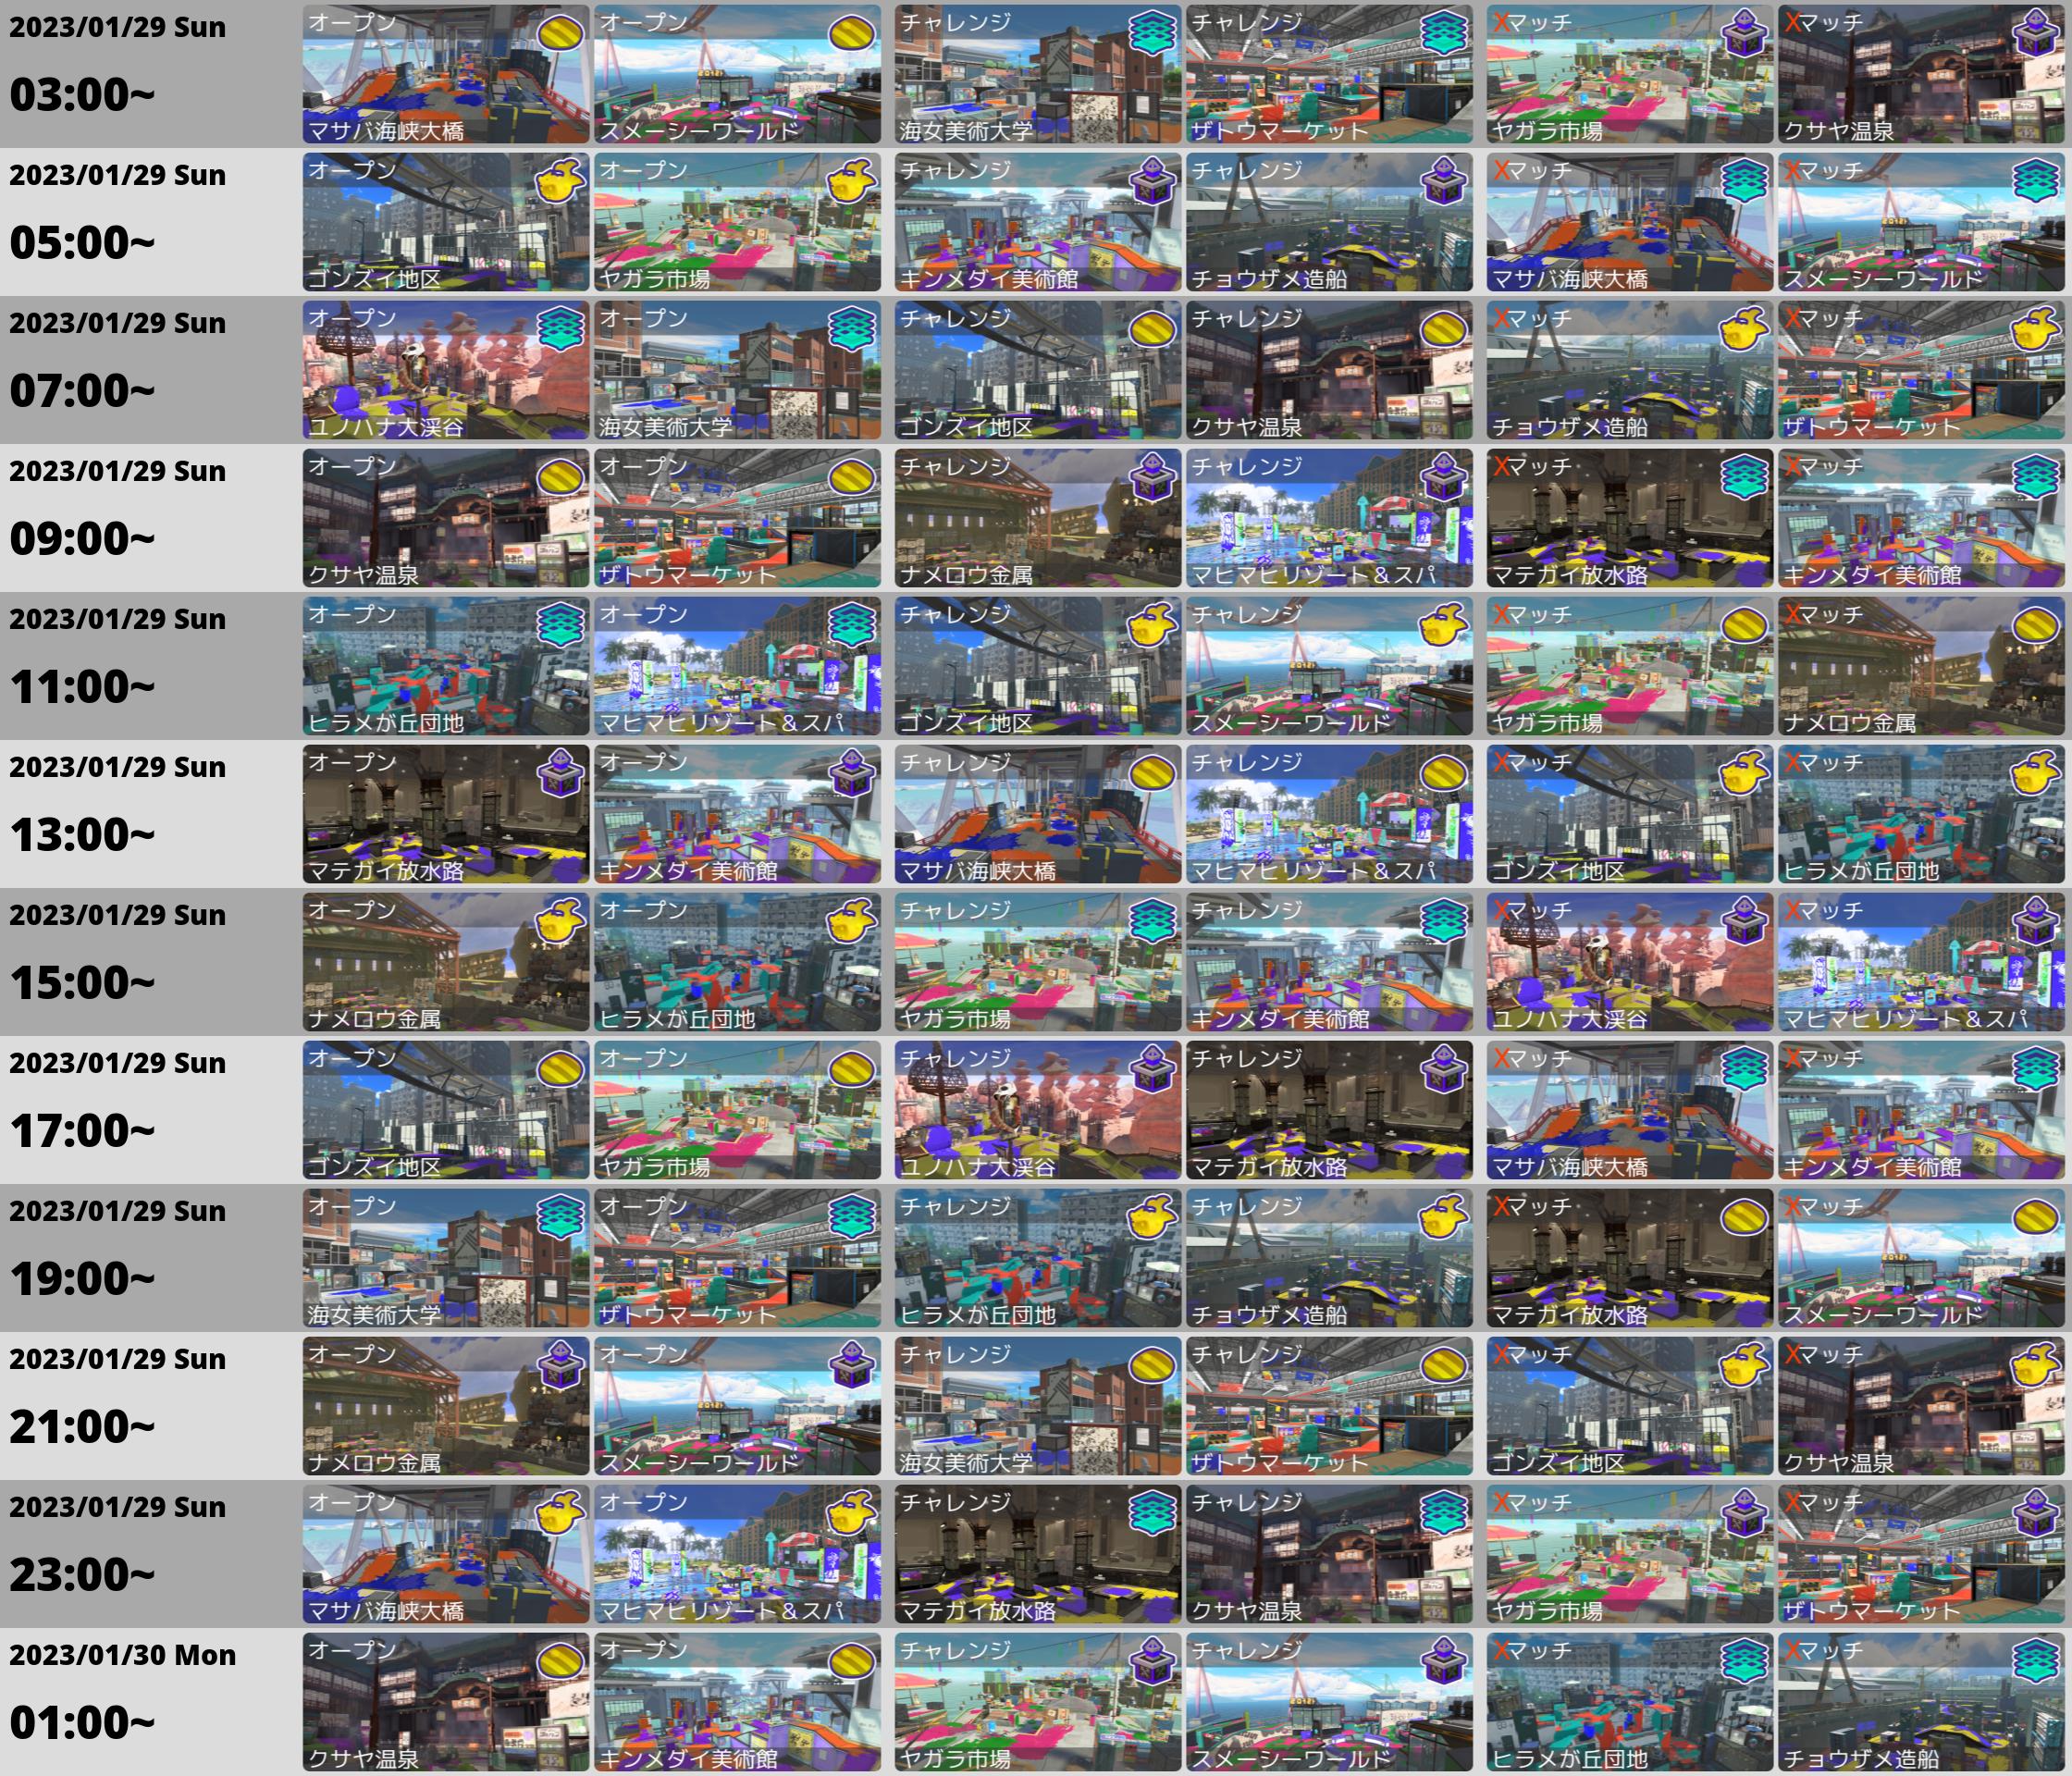 2023/01/29 Sun
03:00~
オープン
マサバ海峡大橋
オープン
スメーシーワールド
チャレンジ
海女美術大学
チャレンジ
ザトウマーケット
Xマッチ
ヤガラ市場
Xマッチ
クサヤ温泉
2023/01/29 Sun
05:00~
オープン
ゴンズイ地区
オープン
ヤガラ市場
チャレンジ
キンメダイ美術館
チャレンジ
チョウザメ造船
Xマッチ
マサバ海峡大橋
Xマッチ
スメーシーワールド
2023/01/29 Sun
07:00~
オープン
ユノハナ大渓谷
オープン
海女美術大学
チャレンジ
ゴンズイ地区
チャレンジ
クサヤ温泉
Xマッチ
チョウザメ造船
Xマッチ
ザトウマーケット
2023/01/29 Sun
09:00~
オープン
クサヤ温泉
オープン
ザトウマーケット
チャレンジ
ナメロウ金属
チャレンジ
マヒマヒリゾート＆スパ
Xマッチ
マテガイ放水路
Xマッチ
キンメダイ美術館
2023/01/29 Sun
11:00~
オープン
ヒラメが丘団地
オープン
マヒマヒリゾート＆スパ
チャレンジ
ゴンズイ地区
チャレンジ
スメーシーワールド
Xマッチ
ヤガラ市場
Xマッチ
ナメロウ金属
2023/01/29 Sun
13:00~
オープン
マテガイ放水路
オープン
キンメダイ美術館
チャレンジ
マサバ海峡大橋
チャレンジ
マヒマヒリゾート＆スパ
Xマッチ
ゴンズイ地区
Xマッチ
ヒラメが丘団地
2023/01/29 Sun
15:00~
オープン
ナメロウ金属
オープン
ヒラメが丘団地
チャレンジ
ヤガラ市場
チャレンジ
キンメダイ美術館
Xマッチ
ユノハナ大渓谷
Xマッチ
マヒマヒリゾート＆スパ
2023/01/29 Sun
17:00~
オープン
ゴンズイ地区
オープン
ヤガラ市場
チャレンジ
ユノハナ大渓谷
チャレンジ
マテガイ放水路
Xマッチ
マサバ海峡大橋
Xマッチ
キンメダイ美術館
2023/01/29 Sun
19:00~
オープン
海女美術大学
オープン
ザトウマーケット
チャレンジ
ヒラメが丘団地
チャレンジ
チョウザメ造船
Xマッチ
マテガイ放水路
Xマッチ
スメーシーワールド
2023/01/29 Sun
21:00~
オープン
ナメロウ金属
オープン
スメーシーワールド
チャレンジ
海女美術大学
チャレンジ
ザトウマーケット
Xマッチ
ゴンズイ地区
Xマッチ
クサヤ温泉
2023/01/29 Sun
23:00~
オープン
マサバ海峡大橋
オープン
マヒマヒリゾート＆スパ
チャレンジ
マテガイ放水路
チャレンジ
クサヤ温泉
Xマッチ
ヤガラ市場
Xマッチ
ザトウマーケット
2023/01/30 Mon
01:00~
オープン
クサヤ温泉
オープン
キンメダイ美術館
チャレンジ
ヤガラ市場
チャレンジ
スメーシーワールド
Xマッチ
ヒラメが丘団地
Xマッチ
チョウザメ造船